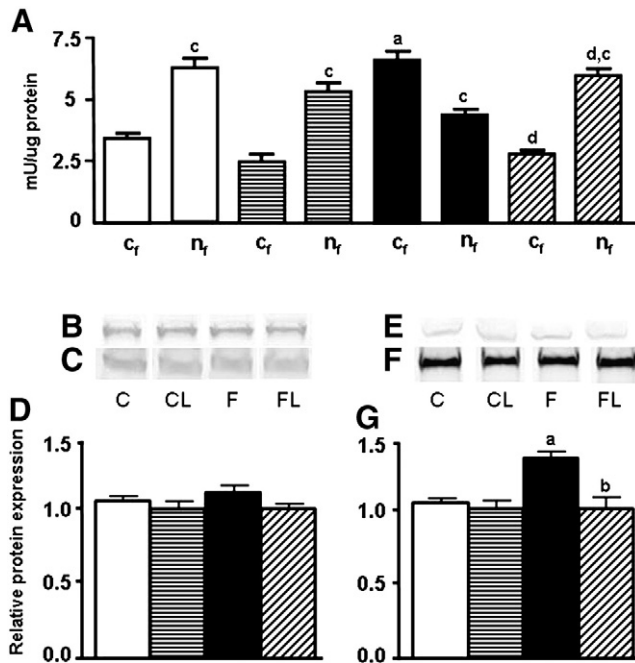 A
mU/ug protein
7.5
5
2.5
0
c
c
a
c
d
d,c
cf nf cf nf cf nf cf nf
B
C
C CL F FL
E
F
C CL F FL
D
Relative protein expression
1.5
1.0
0.5
0.0
G
1.5
1.0
0.5
0.0
a
b